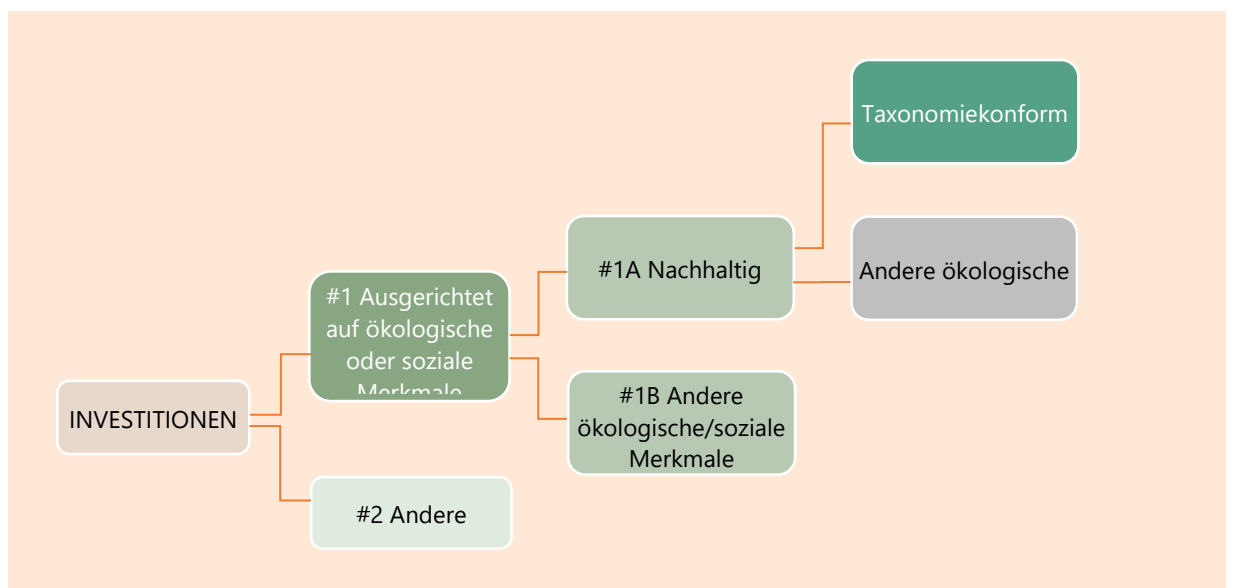 INVESTITIONEN
#1 Ausgerichtet
auf ökologische
oder soziale
Merkmale
#2 Andere
#1A Nachhaltig
#1B Andere
ökologische/soziale
Merkmale
Taxonomiekonform
Andere ökologische